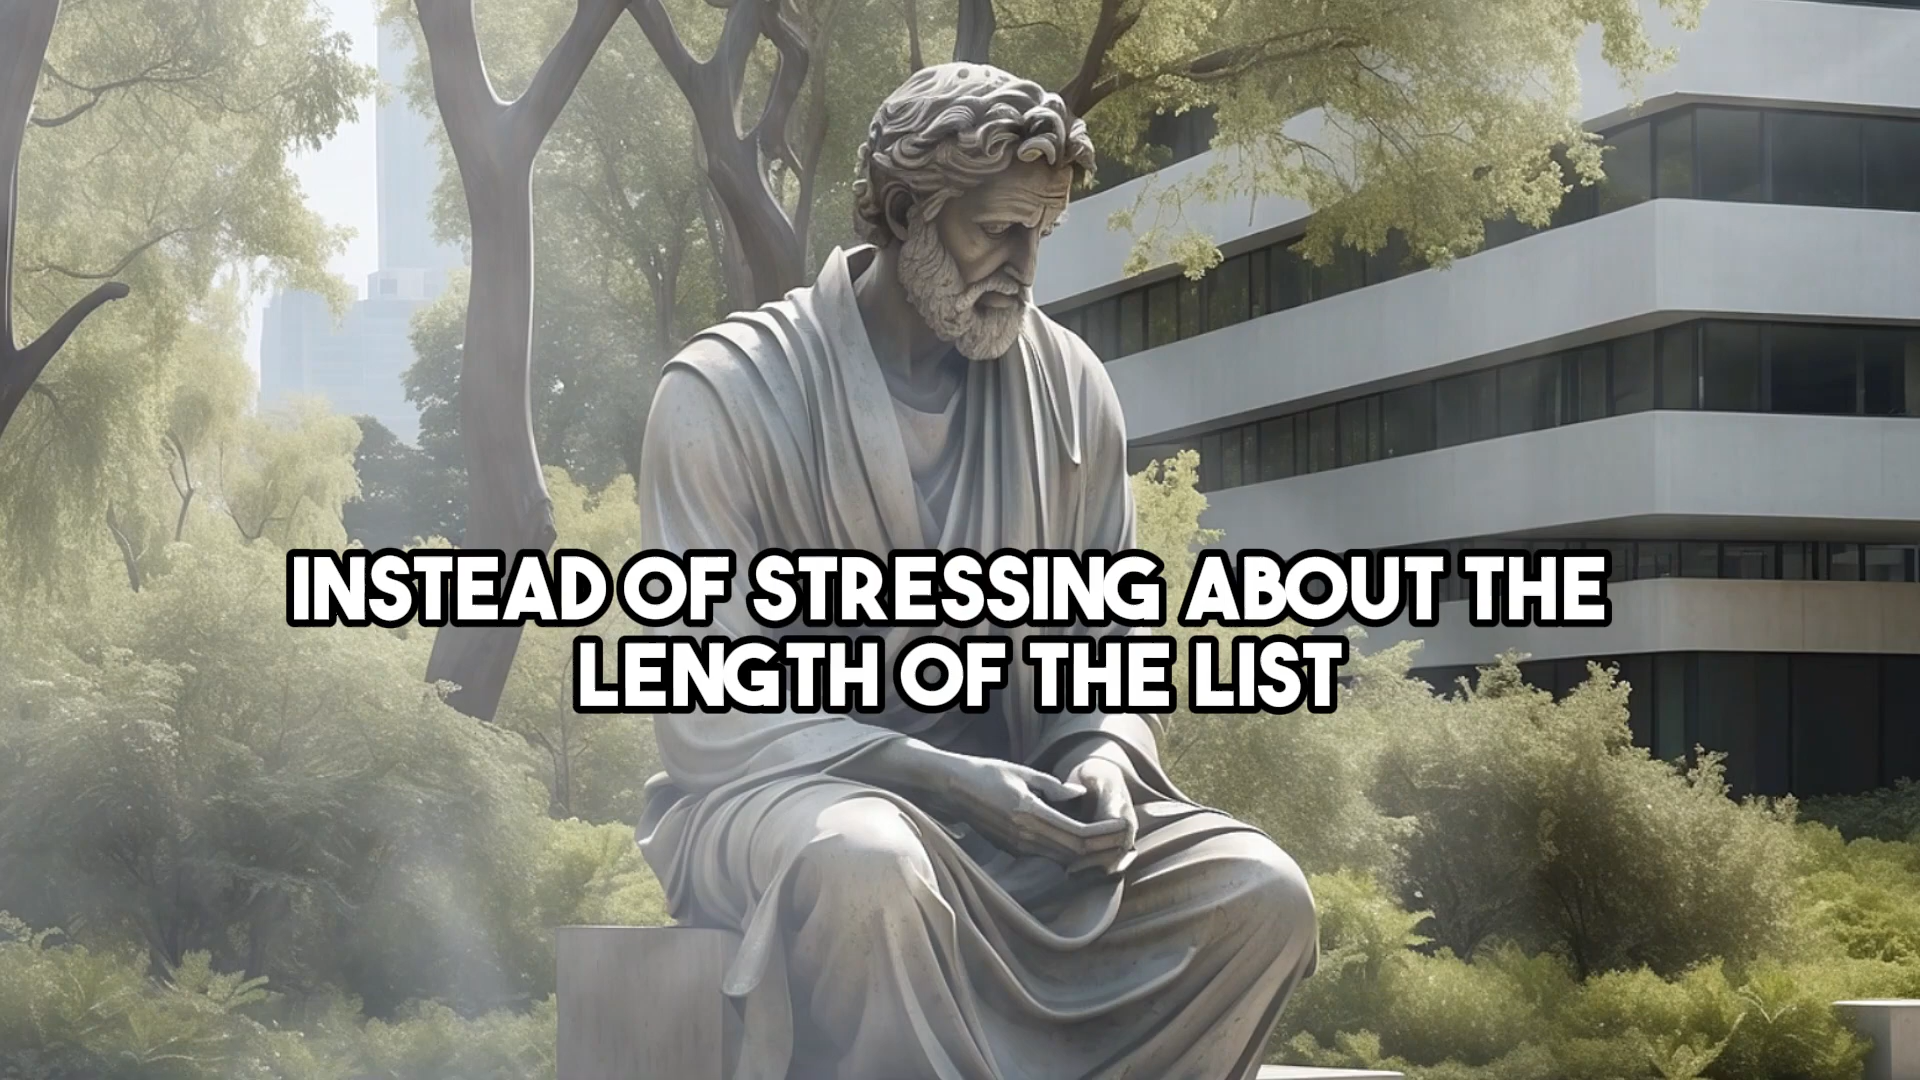 INSTEAD OF STRESSING ABOUT THE
LENGTH OF THE LIST